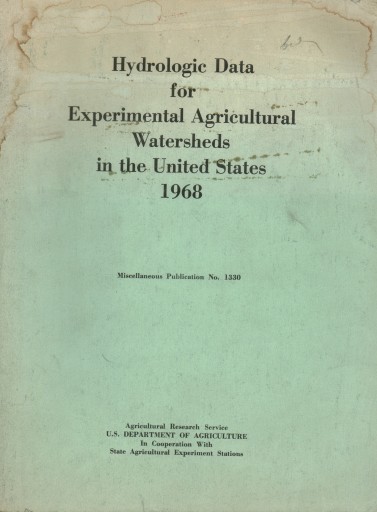 Hydrologic Data
for
Experimental Agricultural
Watersheds
in the United States
1968
Miscellaneous Publication No. 1330
Agricultural Research Service
U.S. DEPARTMENT OF AGRICULTURE
In Cooperation With
State Agricultural Experiment Stations